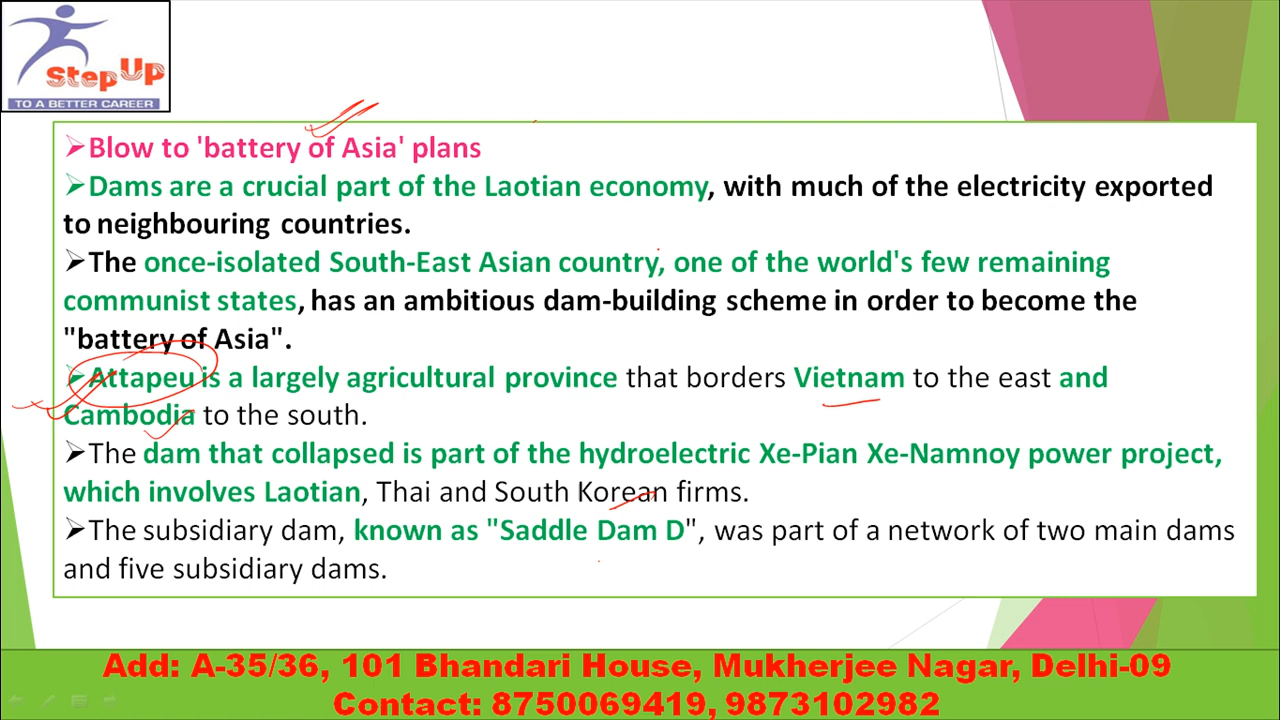 Step Up
TO A BETTER CAREER
➢Blow to 'battery of Asia' plans
➢Dams are a crucial part of the Laotian economy, with much of the electricity exported
to neighbouring countries.
➢The once-isolated South-East Asian country, one of the world's few remaining
communist states, has an ambitious dam-building scheme in order to become the
"battery of Asia".
➢Attapeu is a largely agricultural province that borders Vietnam to the east and
Cambodia to the south.
➢The dam that collapsed is part of the hydroelectric Xe-Pian Xe-Namnoy power project,
which involves Laotian, Thai and South Korean firms.
➢The subsidiary dam, known as "Saddle Dam D", was part of a network of two main dams
and five subsidiary dams.
Add: A-35/36, 101 Bhandari House, Mukherjee Nagar, Delhi-09
Contact: 8750069419, 9873102982